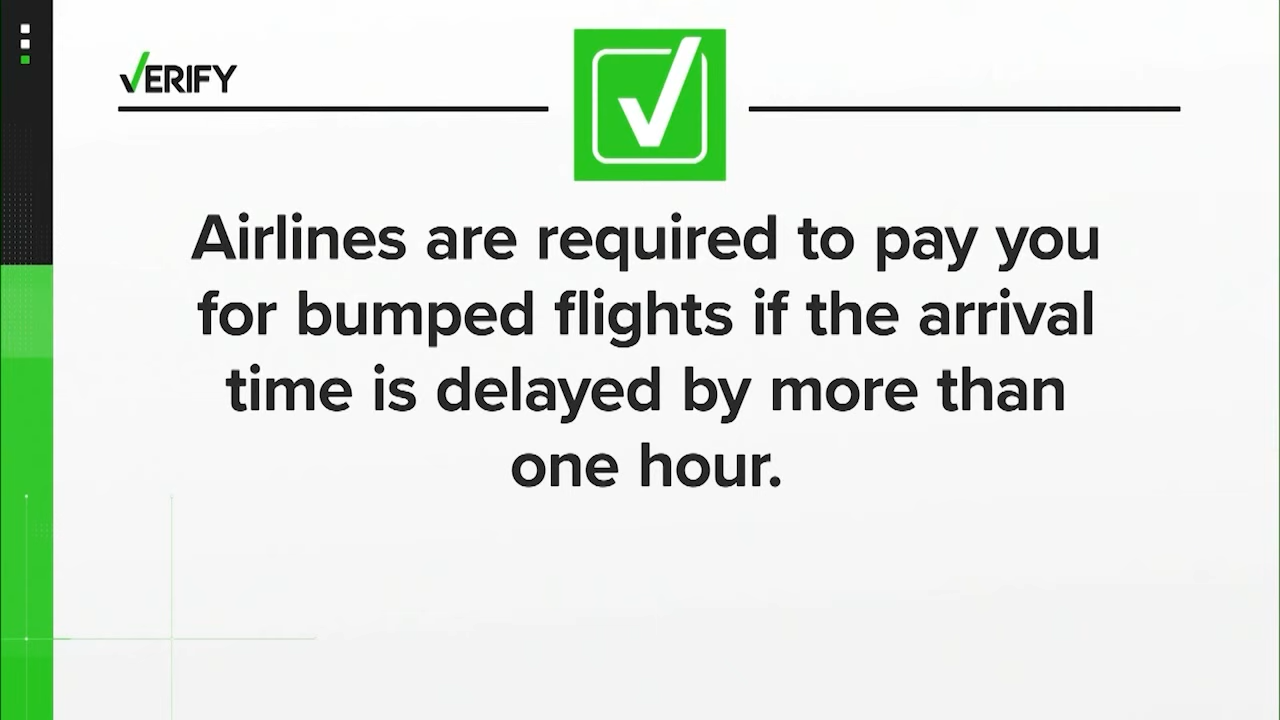 VERIFY
Airlines are required to pay you
for bumped flights if the arrival
time is delayed by more than
one hour.